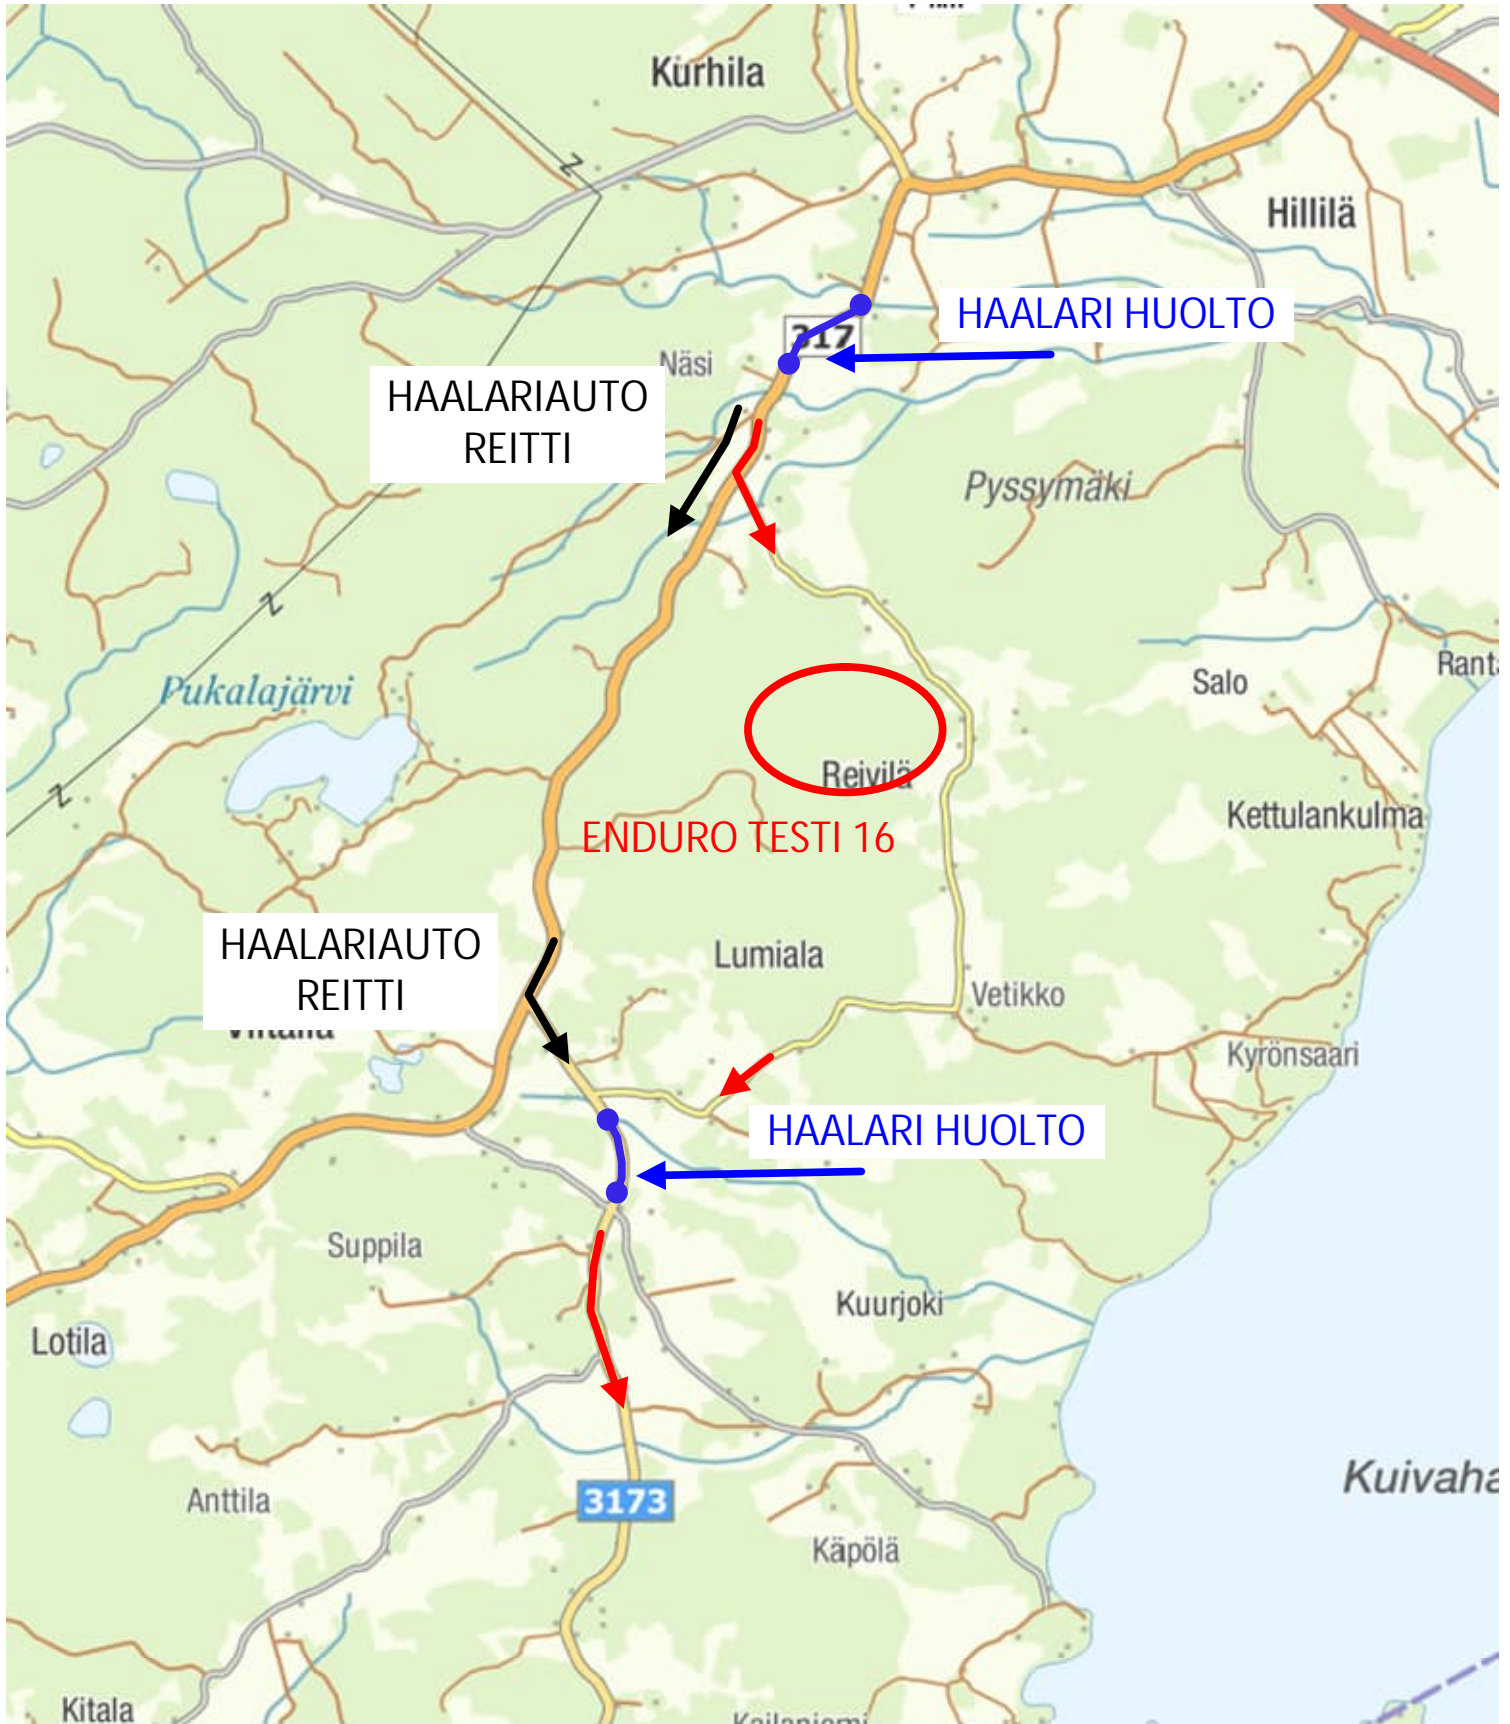 Kurhila
Hillilä
HAALARI HUOLTO
317
Näsi
HAALARIAUTO
REITTI
Pyssymäki
Z
Z
Z
Salo
Pukalajärvi
Reivilä
Kettulankulma
ENDURO TESTI 16
HAALARIAUTO
REITTI
Lumiala
Vetikko
Kyrönsaari
HAALARI HUOLTO
Suppila
Kuurjoki
Lotila
Anttila
3173
Käpölä
Kitala